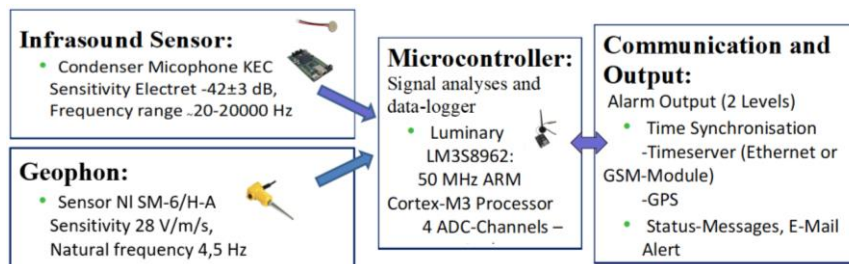 Infrasound Sensor:
• Condenser Micophone KEC
Sensitivity Electret -42±3 dB,
Frequency range ~20-20000 Hz
Geophon:
• Sensor Nl SM-6/H-A
Sensitivity 28 V/m/s,
Natural frequency 4,5 Hz
Microcontroller:
Signal analyses and
data-logger
• Luminary
LM3S8962:
50 MHz ARM
Cortex-M3 Processor
4 ADC-Channels –
Communication and
Output:
Alarm Output (2 Levels)
• Time Synchronisation
-Timeserver (Ethernet or
GSM-Module)
-GPS
• Status-Messages, E-Mail
Alert